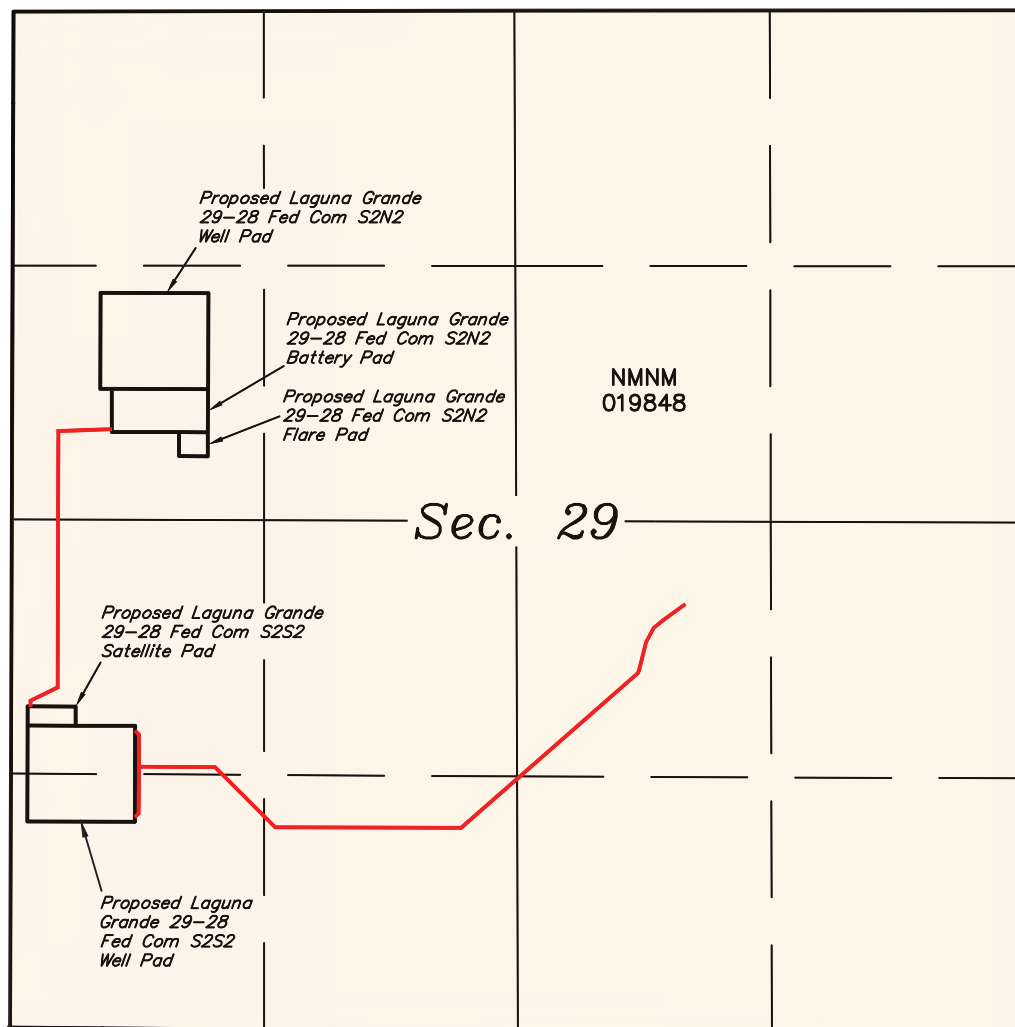 Proposed Laguna Grande
29-28 Fed Com S2N2
Well Pad
Proposed Laguna Grande
29-28 Fed Com S2N2
Battery Pad
Proposed Laguna Grande
29-28 Fed Com S2N2
Flare Pad
NMNM
019848
Sec. 29
Proposed Laguna Grande
29-28 Fed Com S2S2
Satellite Pad
Proposed Laguna
Grande 29-28
Fed Com S2S2
Well Pad